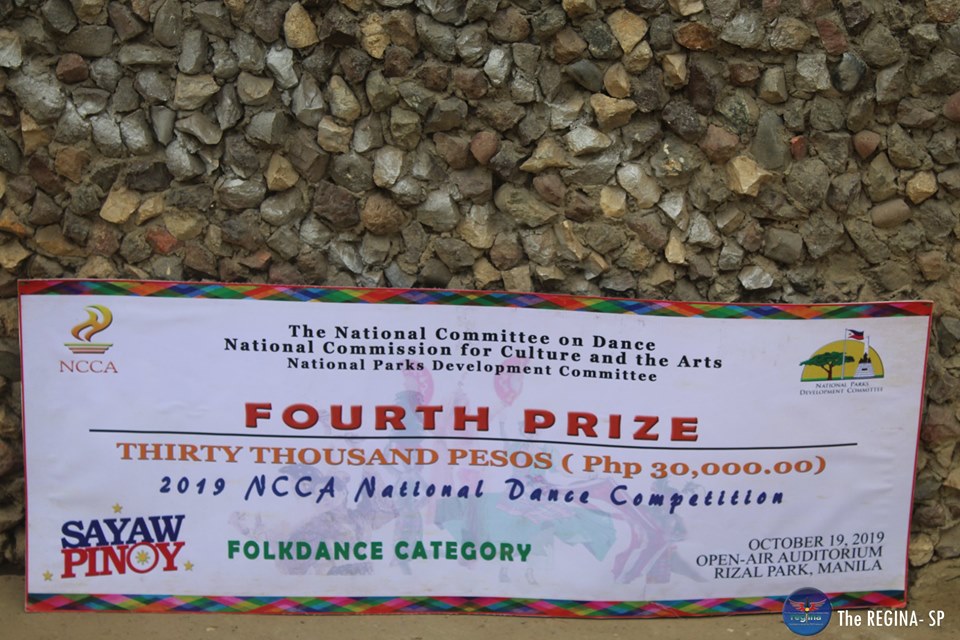 The National Committee on Dance
National Commission for Culture and the Arts
National Parks Development Committee
NCCA
NATIONAL PARKS
DEVELOPMENT COMMITTEE
FOURTH PRIZE
THIRTY THOUSAND PESOS ( Php 30,000.00)
2019 NCCA National Dance Competition
SAYAW
PINOY
FOLKDANCE CATEGORY
OCTOBER 19, 2019
OPEN-AIR AUDITORIUM
RIZAL PARK, MANILA
regina
The REGINA- SP